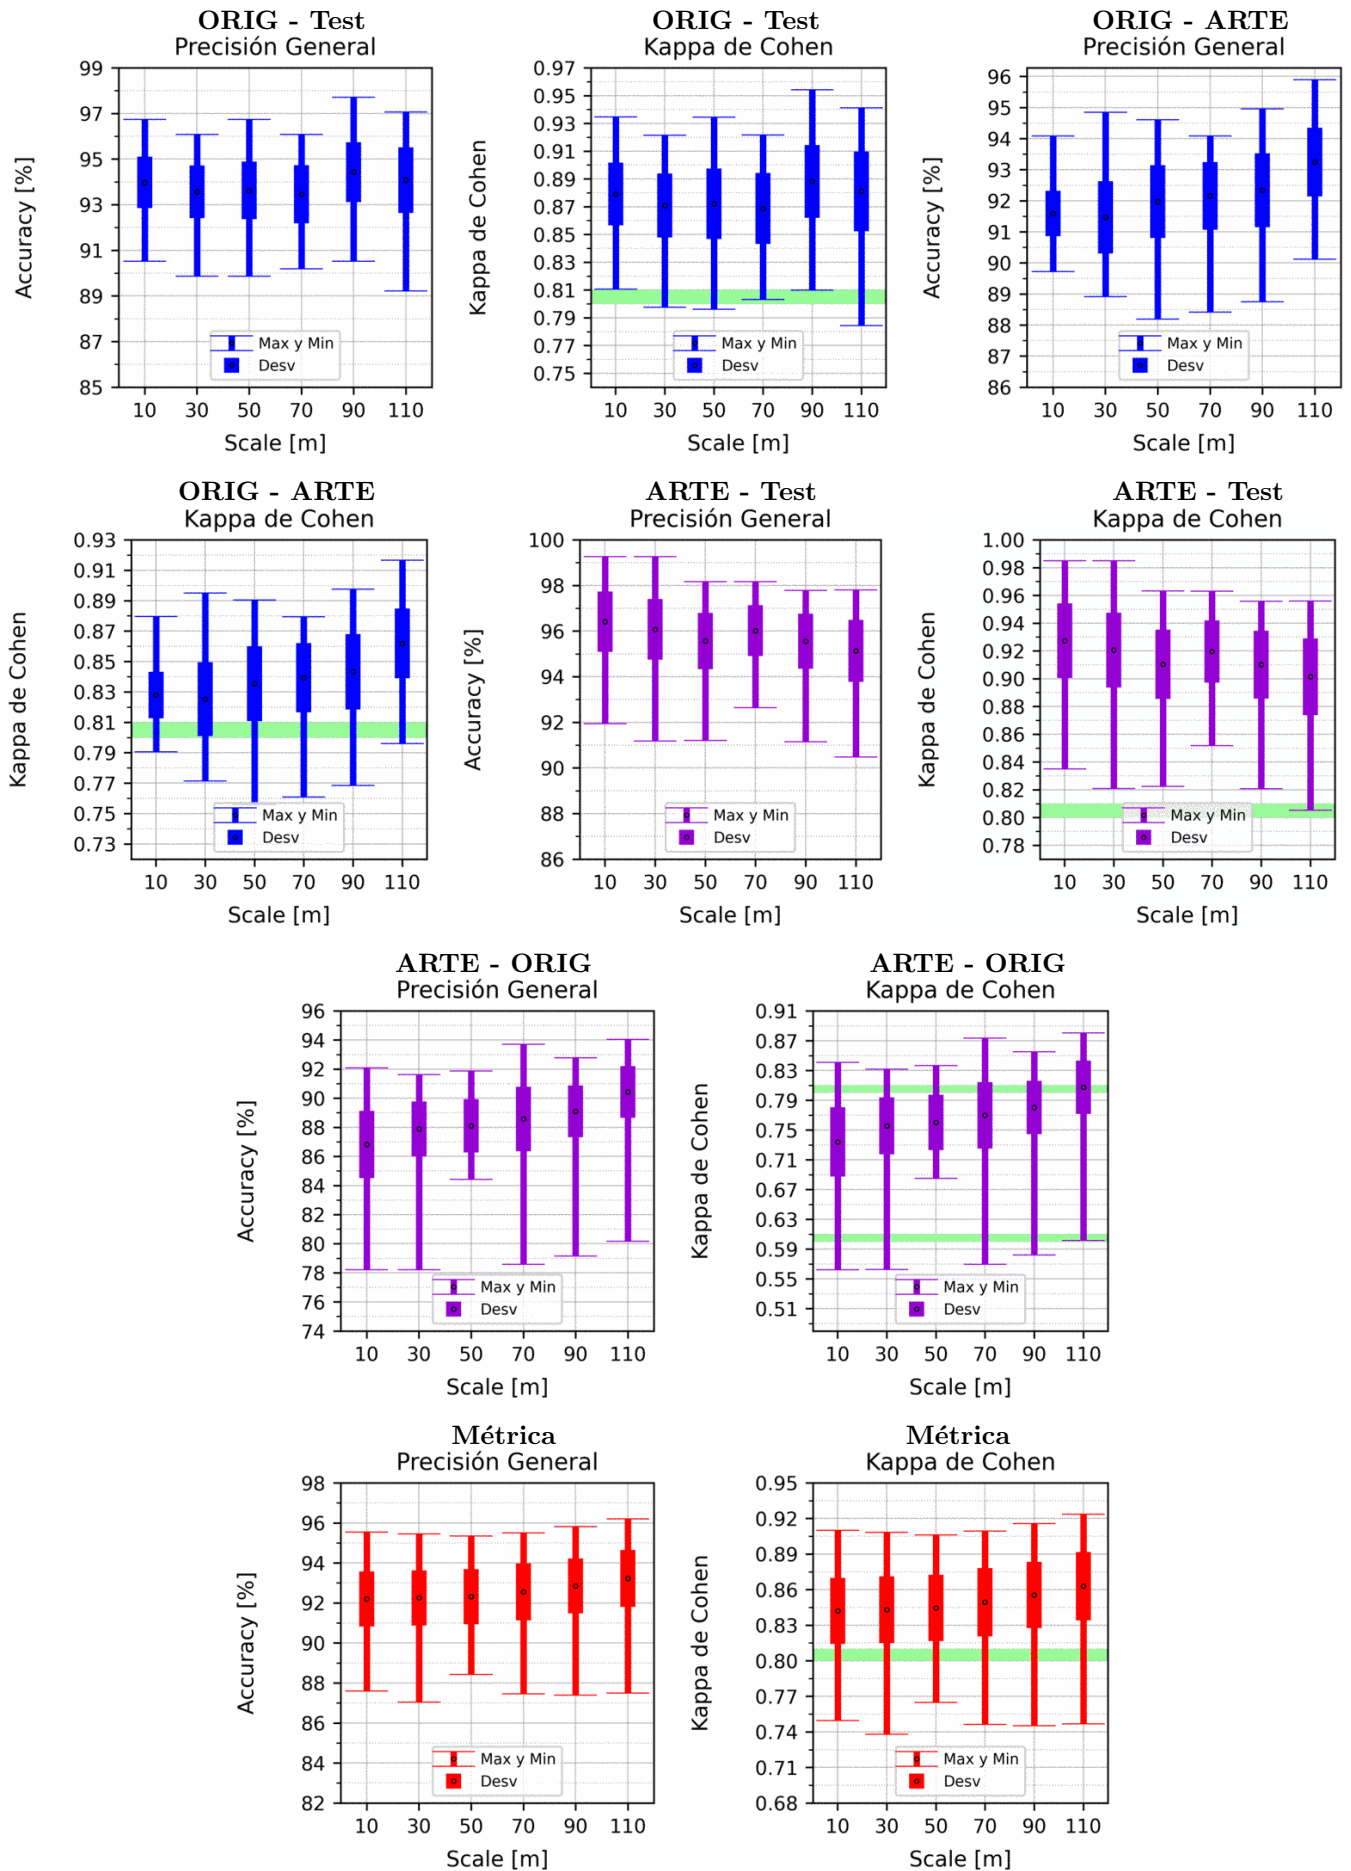 ORIG - Test
Precisión General
Accuracy [%]
99
97
95
93
91
89
87
85
Max y Min
Desv
10 30 50 70 90 110
Scale [m]
ORIG - Test
Kappa de Cohen
Kappa de Cohen
0.97
0.95
0.93
0.91
0.89
0.87
0.85
0.83
0.81
0.79
0.77
0.75
Max y Min
Desv
10 30 50 70 90 110
Scale [m]
ORIG - ARTE
Precisión General
Accuracy [%]
96
95
94
93
92
91
90
89
88
87
86
Max y Min
Desv
10 30 50 70 90 110
Scale [m]
ORIG - ARTE
Kappa de Cohen
Kappa de Cohen
0.93
0.91
0.89
0.87
0.85
0.83
0.81
0.79
0.77
0.75
0.73
Max y Min
Desv
10 30 50 70 90 110
Scale [m]
ARTE - Test
Precisión General
Accuracy [%]
100
98
96
94
92
90
88
86
Max y Min
Desv
10 30 50 70 90 110
Scale [m]
ARTE - Test
Kappa de Cohen
Kappa de Cohen
1.00
0.98
0.96
0.94
0.92
0.90
0.88
0.86
0.84
0.82
0.80
0.78
Max y Min
Desv
10 30 50 70 90 110
Scale [m]
ARTE - ORIG
Precisión General
Accuracy [%]
96
94
92
90
88
86
84
82
80
78
76
74
Max y Min
Desv
10 30 50 70 90 110
Scale [m]
ARTE - ORIG
Kappa de Cohen
Kappa de Cohen
0.91
0.87
0.83
0.79
0.75
0.71
0.67
0.63
0.59
0.55
0.51
Max y Min
Desv
10 30 50 70 90 110
Scale [m]
Métrica
Precisión General
Accuracy [%]
98
96
94
92
90
88
86
84
82
Max y Min
Desv
10 30 50 70 90 110
Scale [m]
Métrica
Kappa de Cohen
Kappa de Cohen
0.95
0.92
0.89
0.86
0.83
0.80
0.77
0.74
0.71
0.68
Max y Min
Desv
10 30 50 70 90 110
Scale [m]